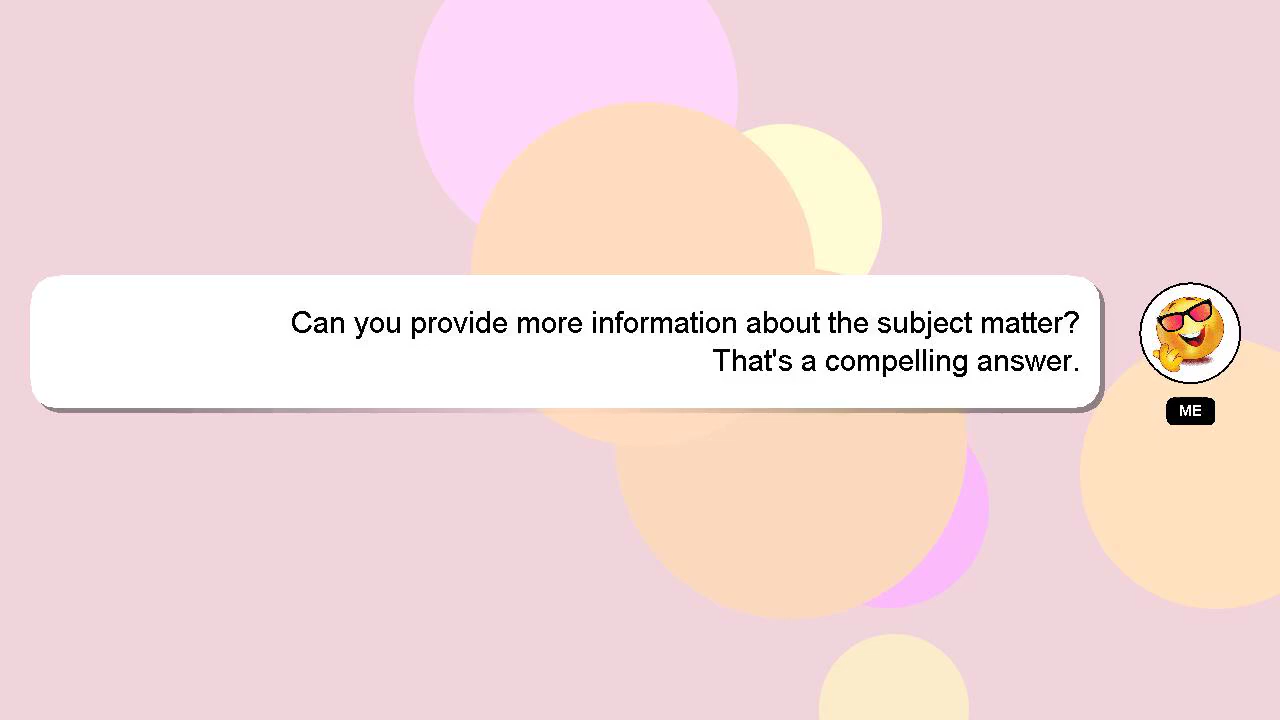 Can you provide more information about the subject matter?
That's a compelling answer.
ME